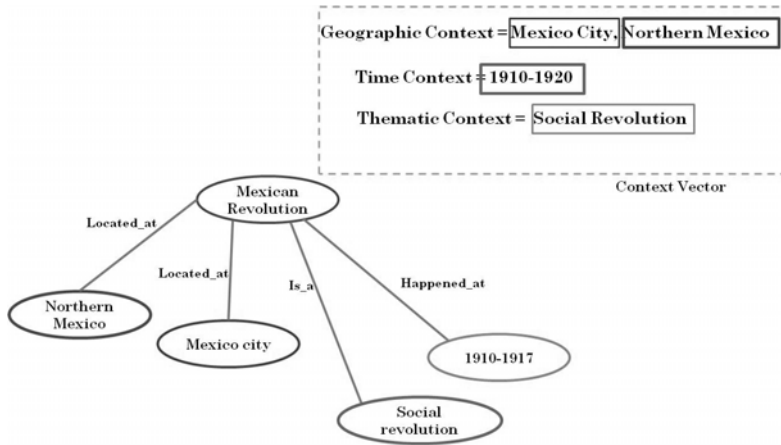 Geographic Context = Mexico City, Northern Mexico
Time Context = 1910-1920
Thematic Context = Social Revolution
Context Vector
Mexican
Revolution
Located_at
Located_at
Is_a
Happened_at
Northern
Mexico
Mexico city
1910-1917
Social
revolution